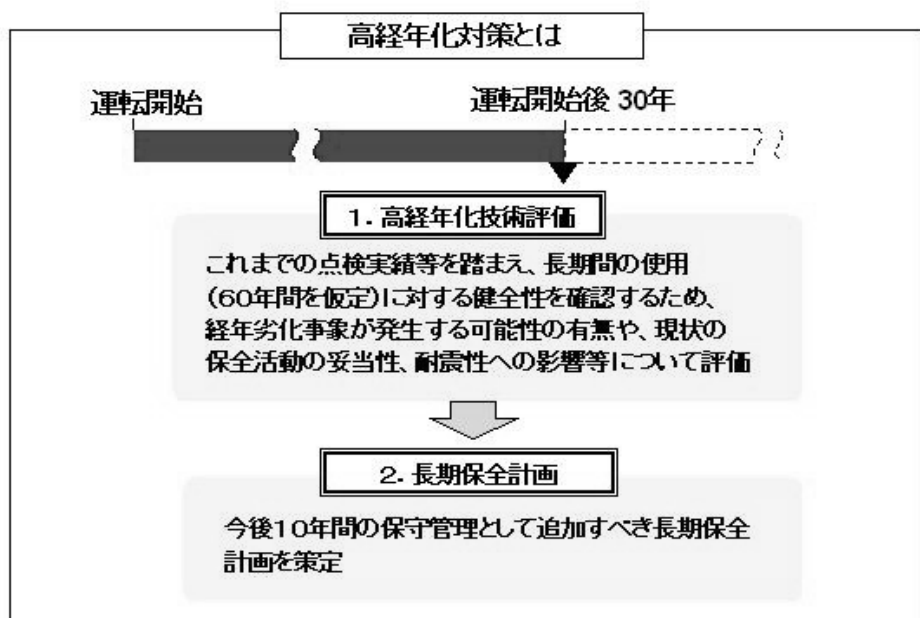 高経年化対策とは
運転開始
運転開始後 30年
1. 高経年化技術評価
これまでの点検実績等を踏まえ、長期間の使用
(60年間を仮定)に対する健全性を確認するため、
経年劣化事象が発生する可能性の有無や、現状の
保全活動の妥当性、耐震性への影響等について評価
2. 長期保全計画
今後10年間の保守管理として追加すべき長期保全
計画を策定